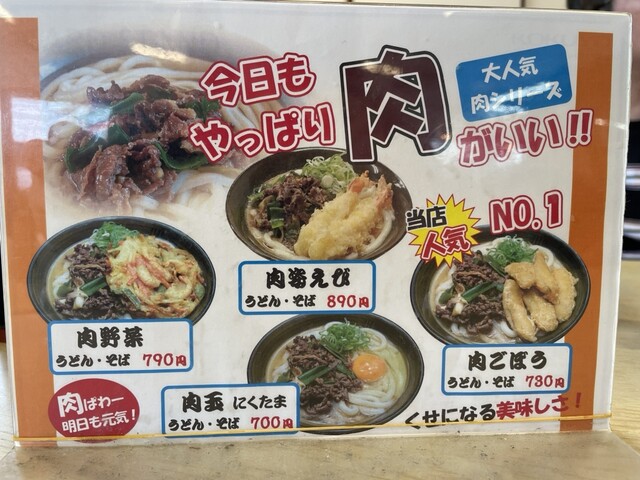 今日も
やっぱり
肉
がいい!!
大人気
肉シリーズ
当店
人気
NO.1
うどん・そば 890円
肉野菜
うどん・そば 790円
肉ごぼう
うどん・そば 730円
肉玉 にくたま
うどん・そば 700円
肉ぱわー
明日も元気!
くせになる美味しさ!